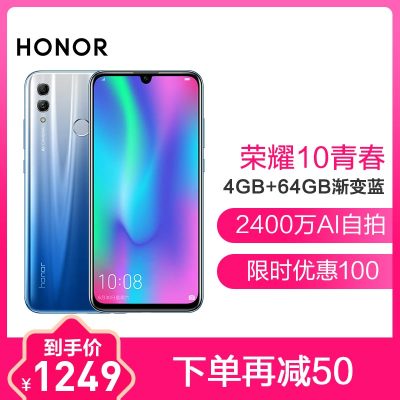 HONOR
荣耀10青春
4GB+64GB渐变蓝
2400万AI自拍
限时优惠100
10:08
honor
到手价
¥1249
下单再减50